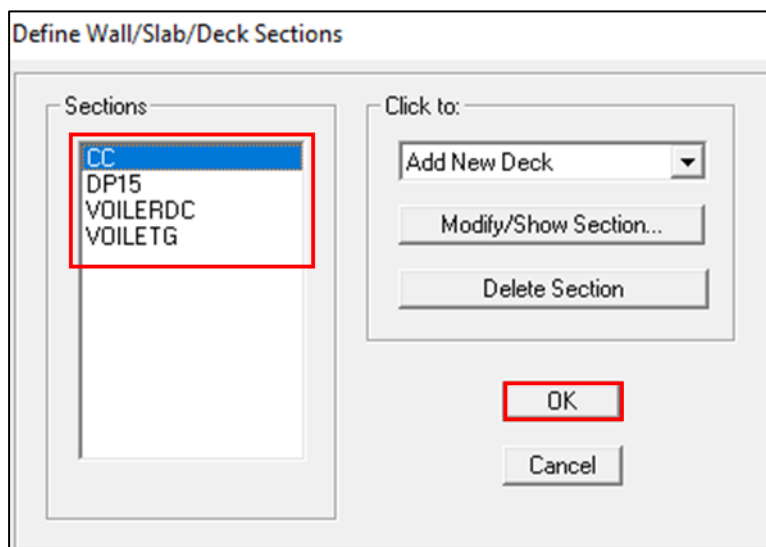 Define Wall/Slab/Deck Sections
Sections
CC
DP15
VOILERDC
VOILETG
Click to:
Add New Deck
Modify/Show Section...
Delete Section
OK
Cancel